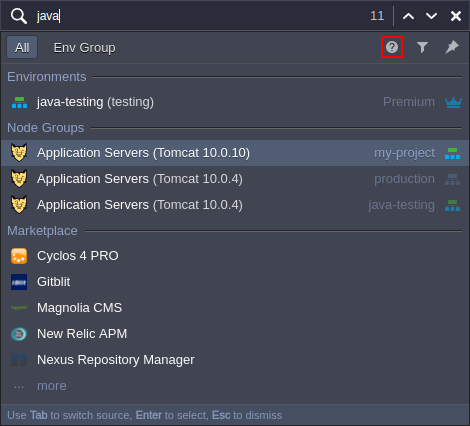 java 11
All Env Group
Environments
java-testing (testing) Premium
Node Groups
Application Servers (Tomcat 10.0.10) my-project
Application Servers (Tomcat 10.0.4) production
Application Servers (Tomcat 10.0.4) java-testing
Marketplace
Cyclos 4 PRO
Gitblit
Magnolia CMS
New Relic APM
Nexus Repository Manager
... more
Use Tab to switch source, Enter to select, Esc to dismiss